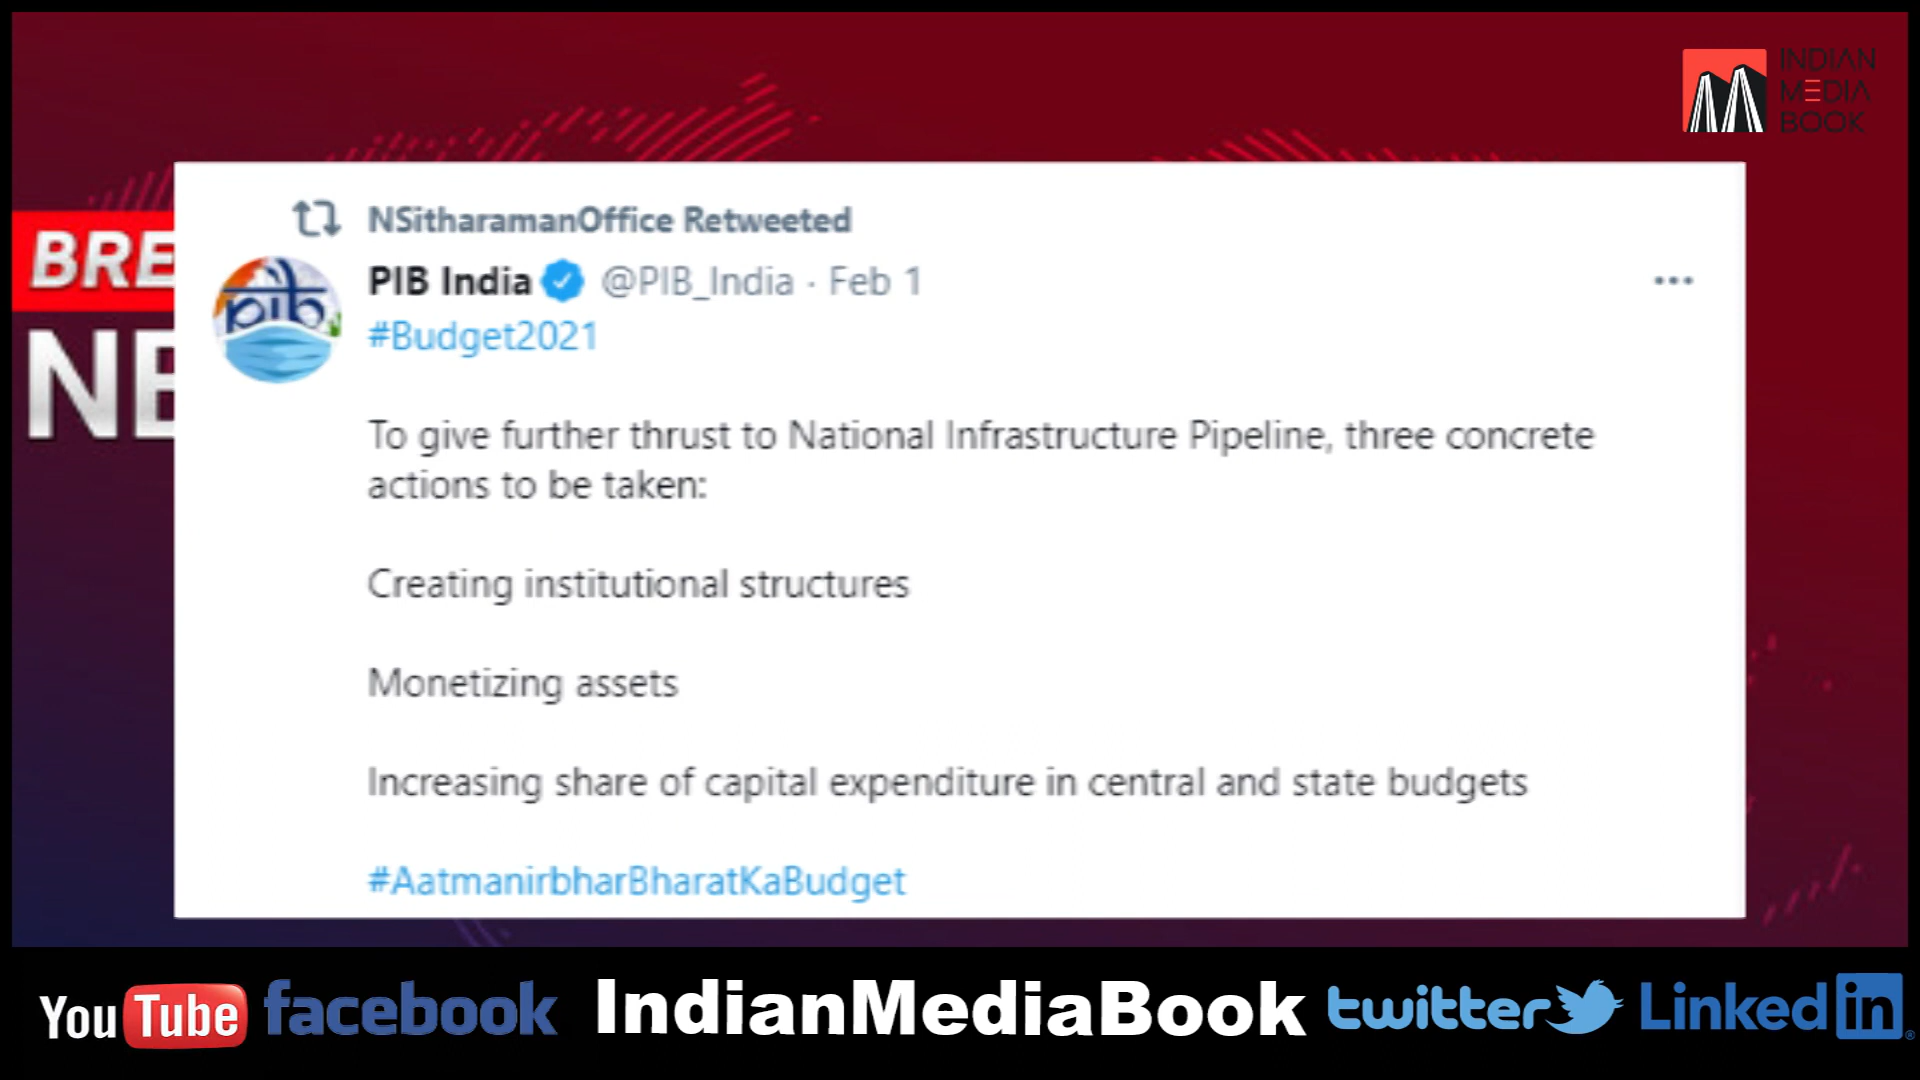 INDIAN
MEDIA
BOOK
BRE
NE
NSitharamanOffice Retweeted
PIB India @PIB_India · Feb 1
pib
#Budget2021
To give further thrust to National Infrastructure Pipeline, three concrete
actions to be taken:
Creating institutional structures
Monetizing assets
Increasing share of capital expenditure in central and state budgets
#AatmanirbharBharatKaBudget
YouTube facebook IndianMediaBook twitter Linkedin®